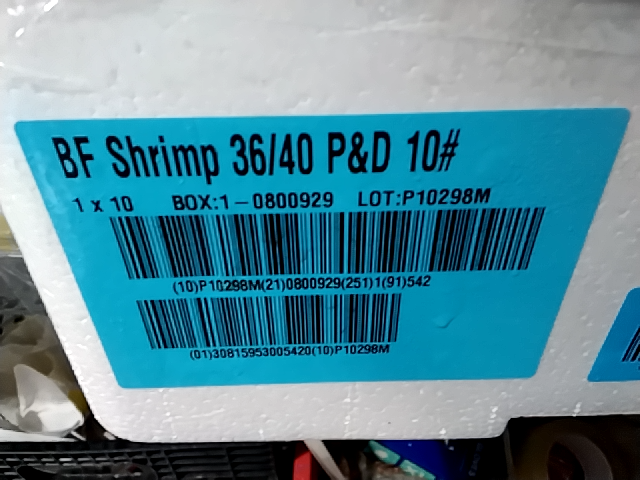 BF Shrimp 36/40 P&D 10#
1 x 10 BOX:1-0800929 LOT:P10298M
(10)P10298M(21)0800929(251)1(91)542
(01)30815953005420(10)P10298M